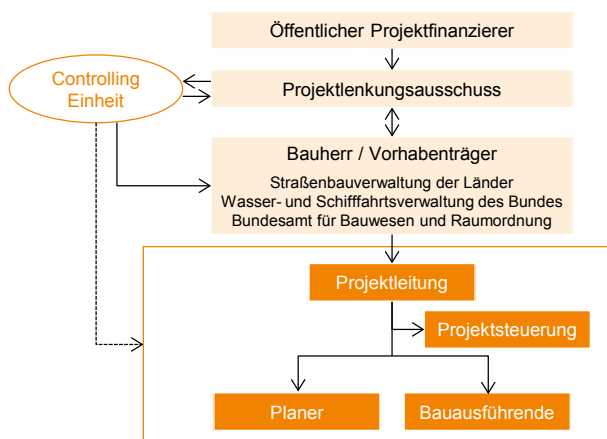 Öffentlicher Projektfinanzierer
Controlling
Einheit
Projektlenkungsausschuss
Bauherr / Vorhabenträger
Straßenbauverwaltung der Länder
Wasser- und Schifffahrtsverwaltung des Bundes
Bundesamt für Bauwesen und Raumordnung
Projektleitung
Projektsteuerung
Planer
Bauausführende